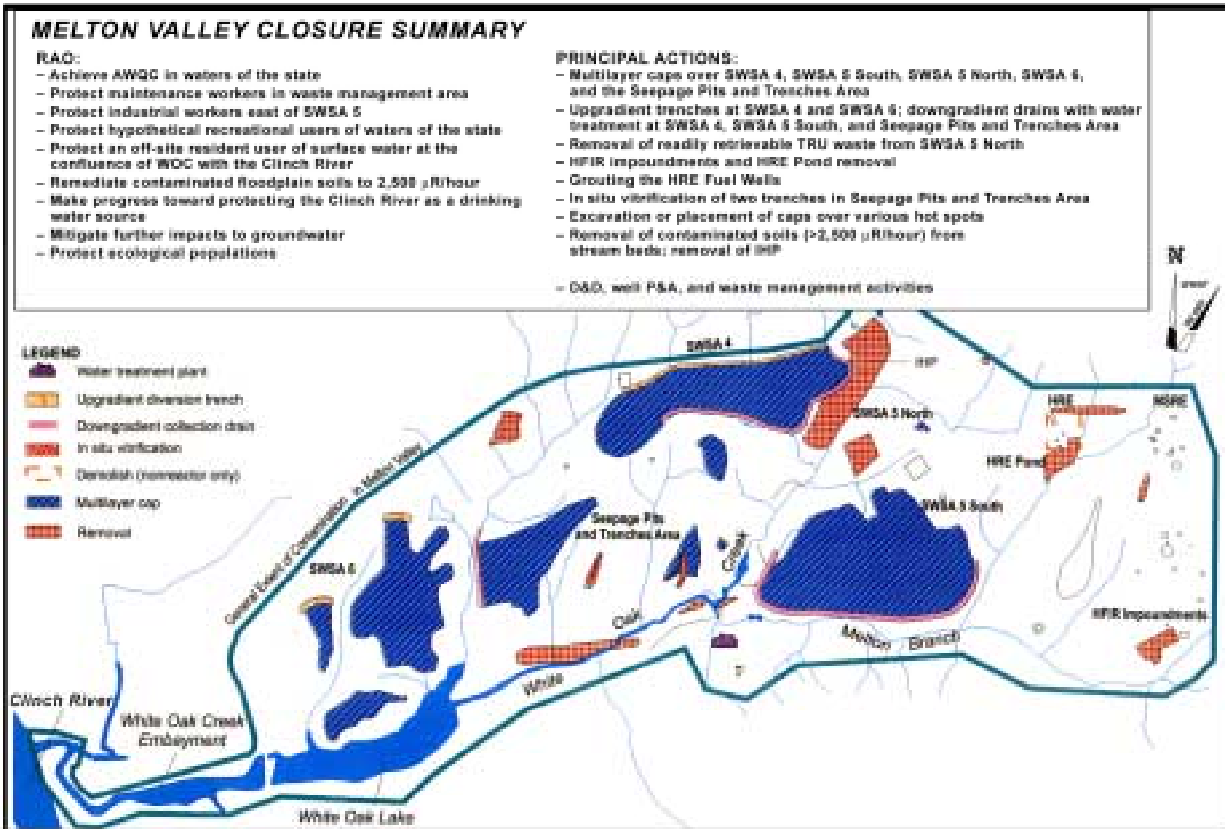 MELTON VALLEY CLOSURE SUMMARY
RAO:
– Achieve AWQC in waters of the state
– Protect maintenance workers in waste management area
– Protect industrial workers east of SWSA 5
– Protect hypothetical recreational users of waters of the state
– Protect an off-site resident user of surface water at the
confluence of WOC with the Clinch River
– Remediate contaminated floodplain soils to 2,500 µR/hour
– Make progress toward protecting the Clinch River as a drinking
water source
– Mitigate further impacts to groundwater
– Protect ecological populations
PRINCIPAL ACTIONS:
– Multilayer caps over SWSA 4, SWSA 5 South, SWSA 5 North, SWSA 6,
and the Seepage Pits and Trenches Area
– Upgradient trenches at SWSA 4 and SWSA 6; downgradient drains with water
treatment at SWSA 4, SWSA 5 South, and Seepage Pits and Trenches Area
– Removal of readily retrievable TRU waste from SWSA 5 North
– HFIR impoundments and HRE Pond removal
– Grouting the HRE Fuel Wells
– In situ vitrification of two trenches in Seepage Pits and Trenches Area
– Excavation or placement of caps over various hot spots
– Removal of contaminated soils (>2,500 µR/hour) from
stream beds; removal of IHP
– D&D, well P&A, and waste management activities
N
LEGEND
Water treatment plant
Upgradient diversion trench
Downgradient collection drain
In situ vitrification
Demolish (nonreactor only)
Multilayer cap
Removal
General Extent of Contamination in Melton Valley
SWSA 4
IHP
SWSA 5 North
HRE
MSRE
HRE Pond
SWSA 5 South
Seepage Pits
and Trenches Area
SWSA 6
White Oak Creek
Melton Branch
HFIR Impoundments
Clinch River
White Oak Creek
Embayment
White Oak Lake